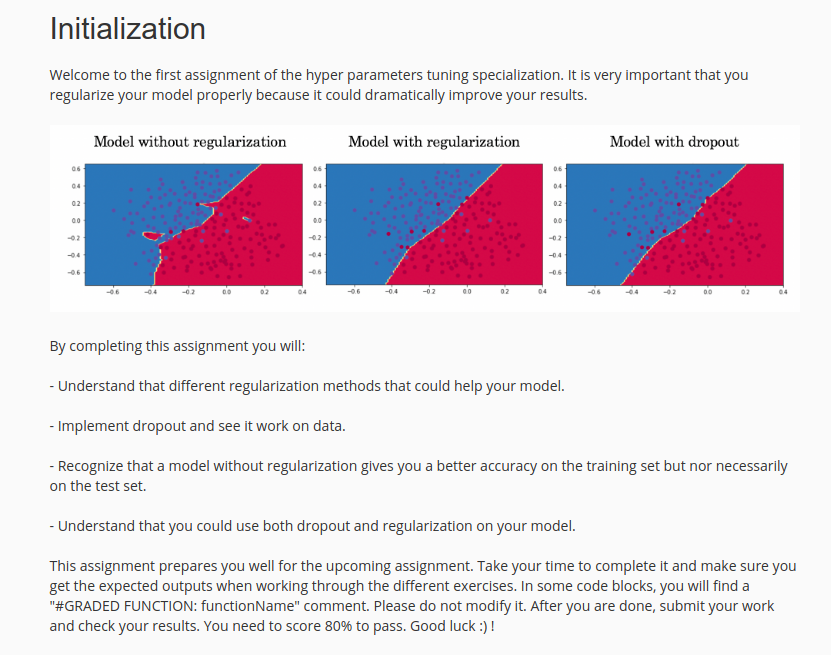 Initialization
Welcome to the first assignment of the hyper parameters tuning specialization. It is very important that you
regularize your model properly because it could dramatically improve your results.
Model without regularization
Model with regularization
Model with dropout
0.6
0.4
0.2
0.0
−0.2
−0.4
−0.6
−0.6 −0.4 −0.2 0.0 0.2 0.4
0.6
0.4
0.2
0.0
−0.2
−0.4
−0.6
−0.6 −0.4 −0.2 0.0 0.2 0.4
0.6
0.4
0.2
0.0
−0.2
−0.4
−0.6
−0.6 −0.4 −0.2 0.0 0.2 0.4
By completing this assignment you will:
- Understand that different regularization methods that could help your model.
- Implement dropout and see it work on data.
- Recognize that a model without regularization gives you a better accuracy on the training set but nor necessarily
on the test set.
- Understand that you could use both dropout and regularization on your model.
This assignment prepares you well for the upcoming assignment. Take your time to complete it and make sure you
get the expected outputs when working through the different exercises. In some code blocks, you will find a
"#GRADED FUNCTION: functionName" comment. Please do not modify it. After you are done, submit your work
and check your results. You need to score 80% to pass. Good luck :) !